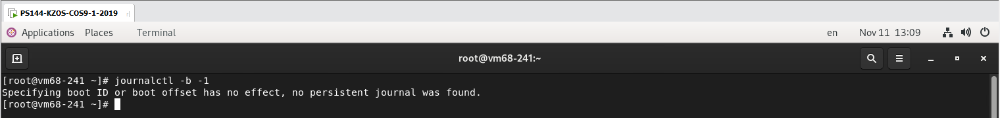 PS144-KZOS-COS9-1-2019
Applications Places Terminal en Nov 11 13:09
root@vm68-241:~
[root@vm68-241 ~]# journalctl -b -1
Specifying boot ID or boot offset has no effect, no persistent journal was found.
[root@vm68-241 ~]#